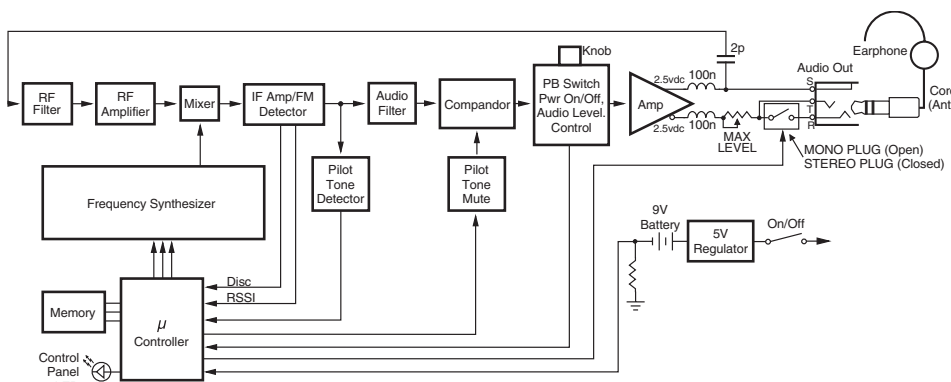 RF
Filter
RF
Amplifier
Mixer
IF Amp/FM
Detector
Audio
Filter
Compandor
Knob
PB Switch
Pwr On/Off,
Audio Level.
Control
Amp
2.5vdc
100n
2.5vdc
100n
2p
MAX
LEVEL
Audio Out
S
T
R
Earphone
MONO PLUG (Open)
STEREO PLUG (Closed)
Frequency Synthesizer
Pilot
Tone
Detector
Pilot
Tone
Mute
9V
Battery
5V
Regulator
On/Off
Disc
RSSI
Memory
μ
Controller
Control
Panel